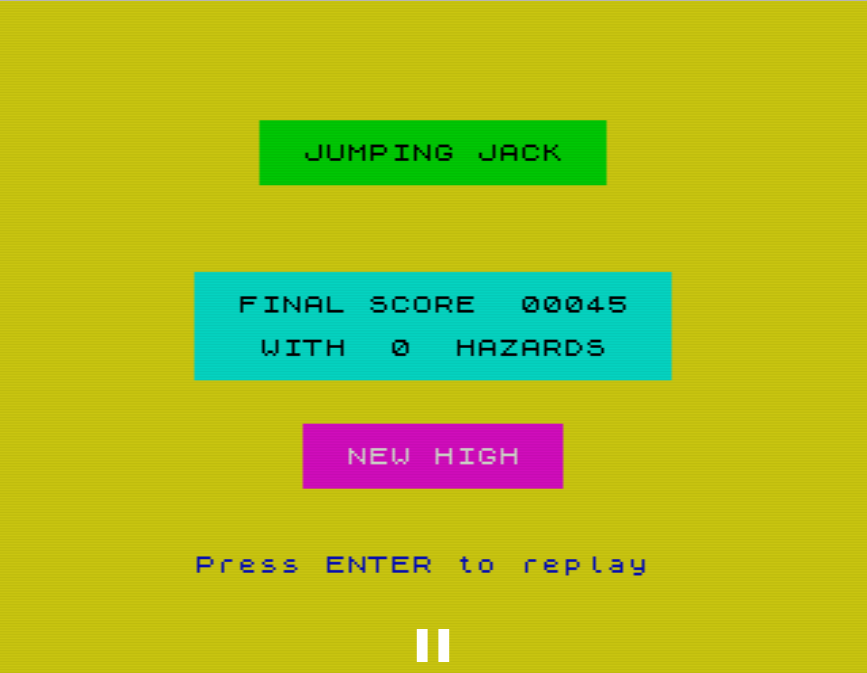 JUMPING JACK
FINAL SCORE 00045
WITH 0 HAZARDS
NEW HIGH
Press ENTER to replay